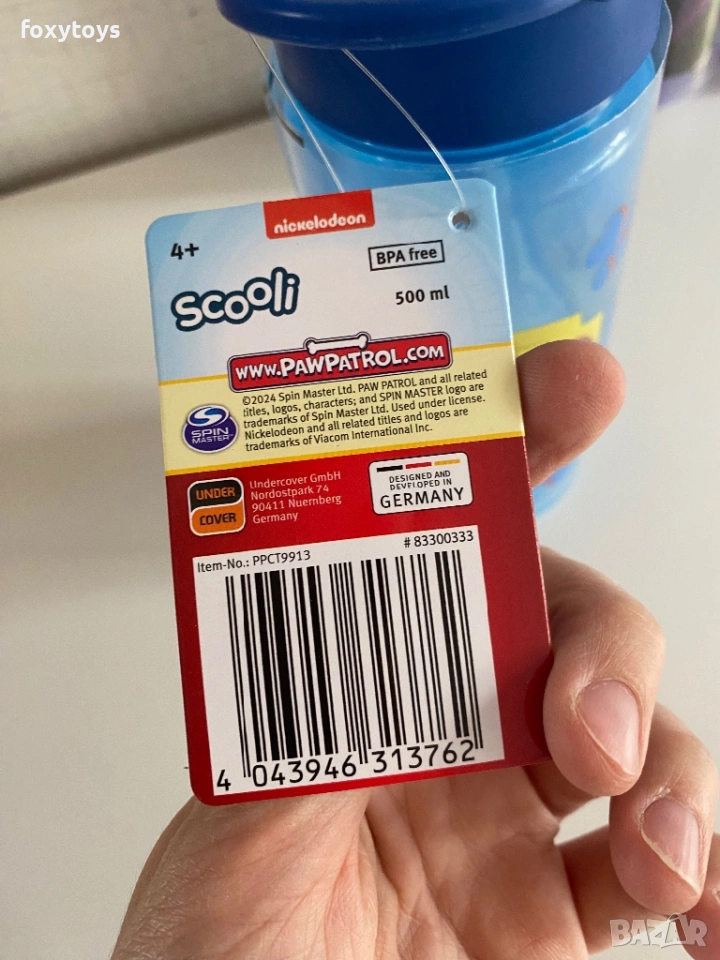 foxytoys
nickelodeon
4+
BPA free
scooli
500 ml
www.PAWPATROL.COM
©2024 Spin Master Ltd. PAW PATROL and all related
titles, logos, characters; and SPIN MASTER logo are
trademarks of Spin Master Ltd. Used under license.
Nickelodeon and all related titles and logos are
trademarks of Viacom International Inc.
SPIN
MASTER
UNDER
COVER
Undercover GmbH
Nordostpark 74
90411 Nuernberg
Germany
DESIGNED AND
DEVELOPED IN
GERMANY
Item-No.: PPCT9913
# 83300333
4 043946 313762
BAZAR